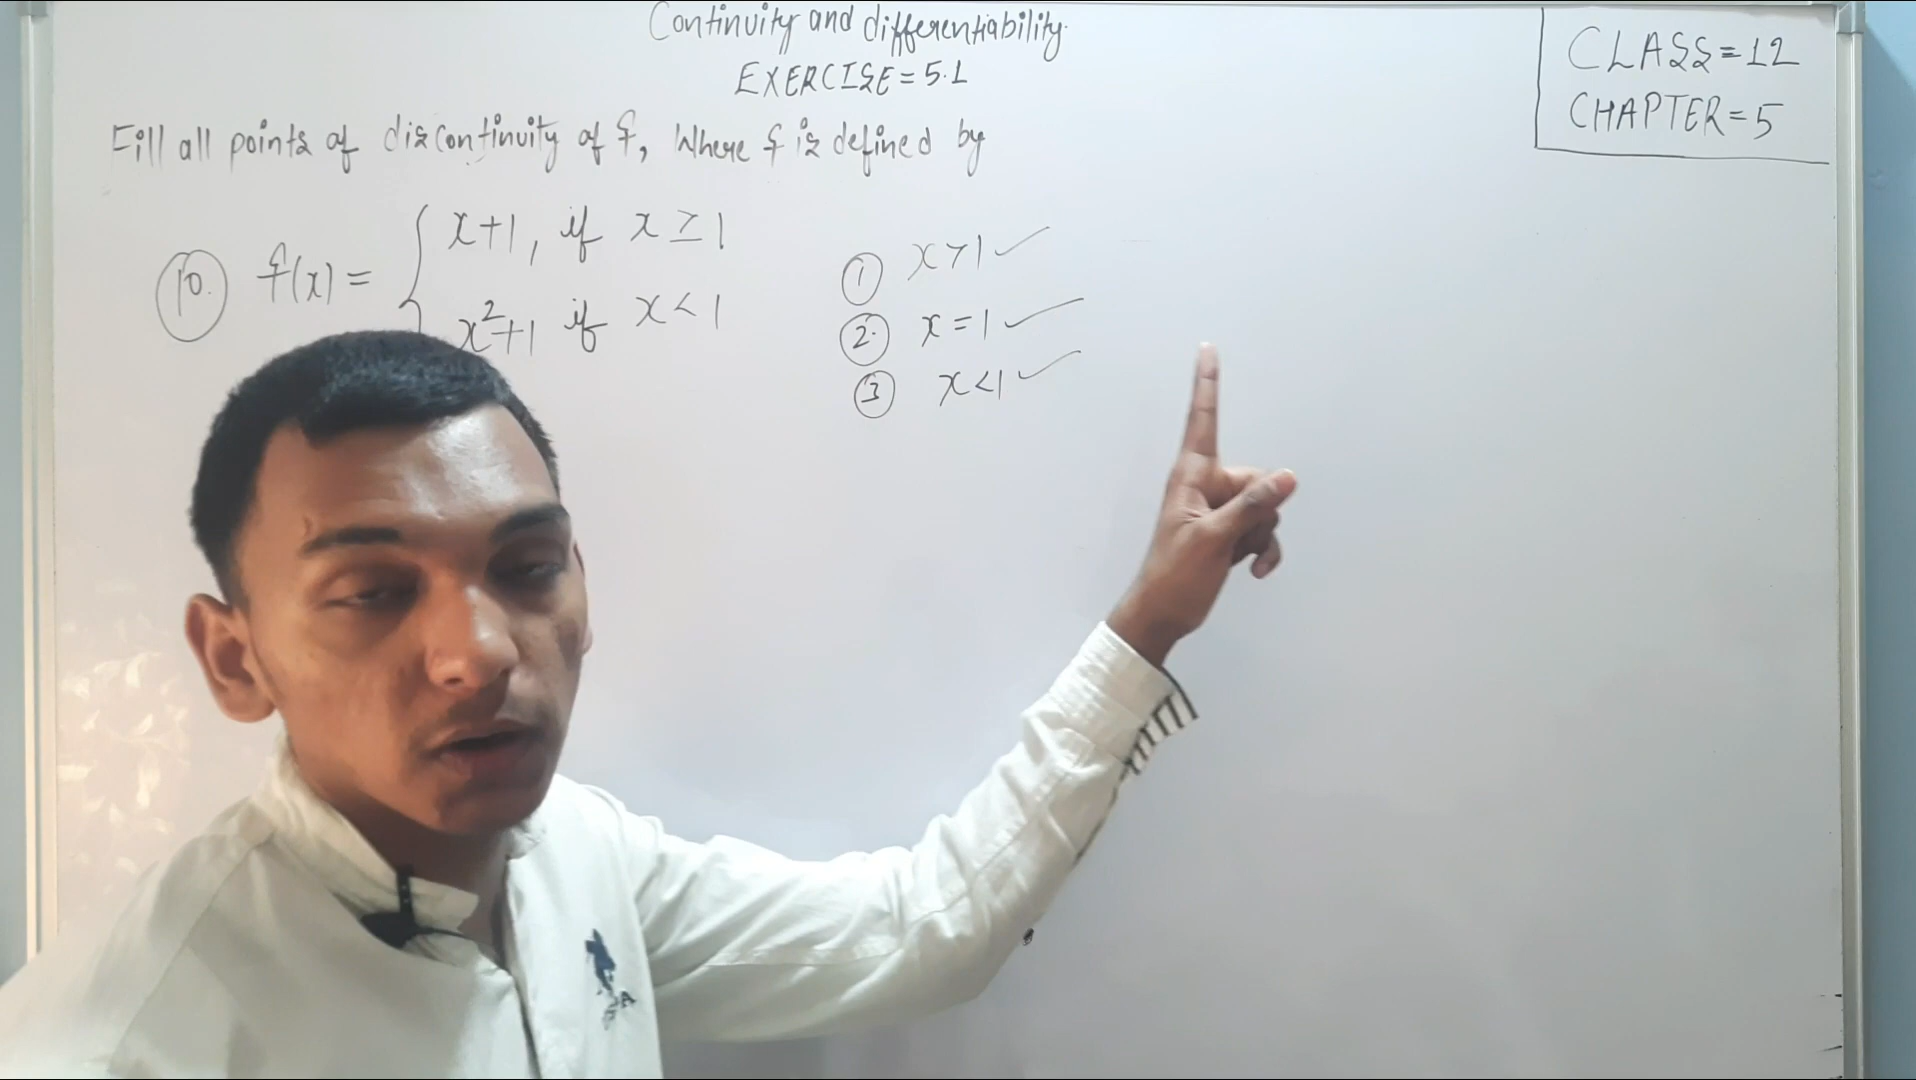 Continuity and differentiability.
EXERCISE = 5.1
CLASS = 12
CHAPTER = 5
Fill all points of discontinuity of f, Where f is defined by
10. f(x) = { x+1, if x ≥ 1
x²+1 if x < 1
1 x > 1 ✓
2. x = 1 ✓
3 x < 1 ✓